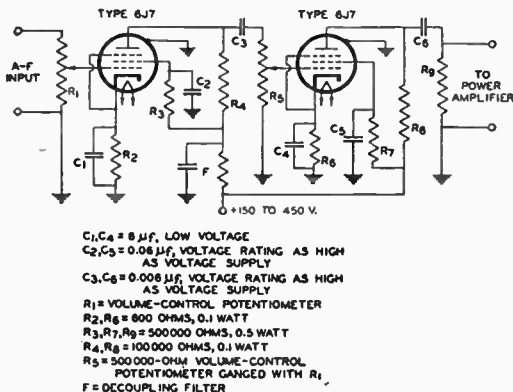 TYPE 6J7
TYPE 6J7
A-F
INPUT
R1
C1
R2
R3
C2
C3
R4
F
R5
C4
R6
C5
R7
R8
C6
R9
TO
POWER
AMPLIFIER
+150 TO 450 V.
C1,C4 = 8 μf, LOW VOLTAGE
C2,C5 = 0.06 μf, VOLTAGE RATING AS HIGH
AS VOLTAGE SUPPLY
C3,C6 = 0.008 μf, VOLTAGE RATING AS HIGH
AS VOLTAGE SUPPLY
R1 = VOLUME-CONTROL POTENTIOMETER
R2,R6 = 600 OHMS, 0.1 WATT
R3,R7,R9 = 500000 OHMS, 0.5 WATT
R4,R8 = 100000 OHMS, 0.1 WATT
R5 = 500000-OHM VOLUME-CONTROL
POTENTIOMETER GANGED WITH R1
F = DECOUPLING FILTER